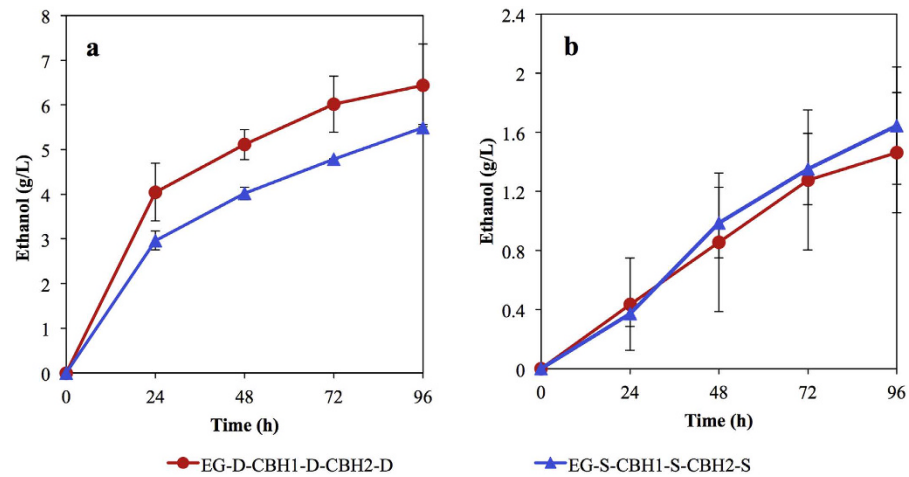 a
8
7
6
5
4
3
2
1
0
Ethanol (g/L)
0 24 48 72 96
Time (h)
b
2.4
2
1.6
1.2
0.8
0.4
0
Ethanol (g/L)
0 24 48 72 96
Time (h)
EG-D-CBH1-D-CBH2-D
EG-S-CBH1-S-CBH2-S